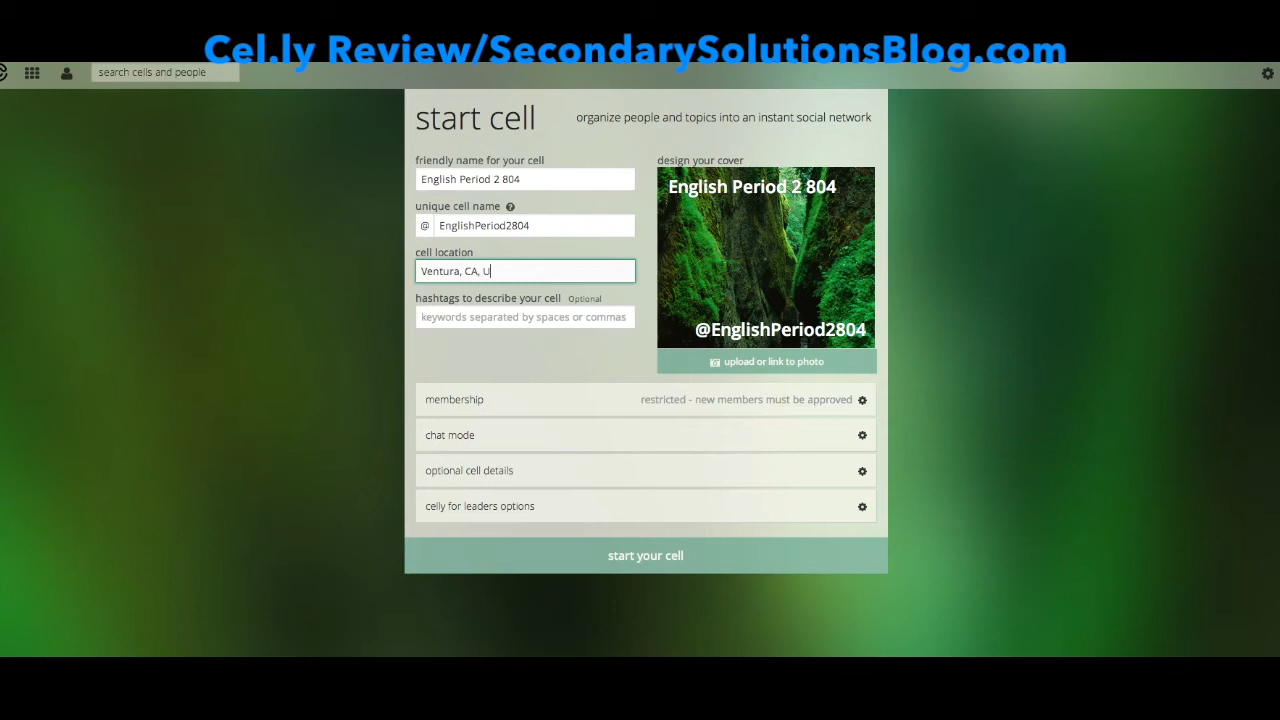 Cel.ly Review/SecondarySolutionsBlog.com
search cells and people
start cell
organize people and topics into an instant social network
friendly name for your cell
English Period 2 804
unique cell name
@ EnglishPeriod2804
cell location
Ventura, CA, U
hashtags to describe your cell Optional
keywords separated by spaces or commas
design your cover
English Period 2 804
@EnglishPeriod2804
upload or link to photo
membership restricted - new members must be approved
chat mode
optional cell details
celly for leaders options
start your cell